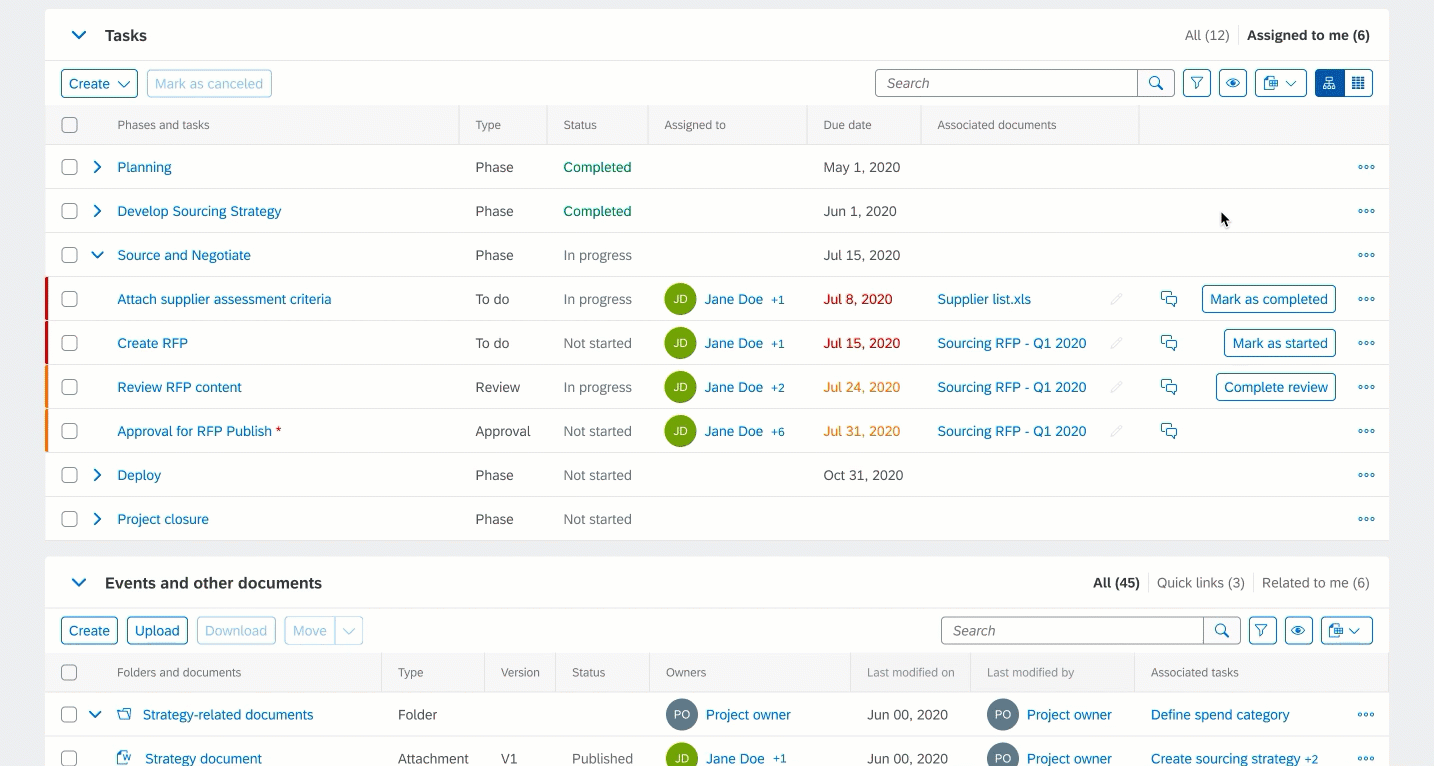 Tasks All (12) Assigned to me (6)
Create Mark as canceled Search
Phases and tasks Type Status Assigned to Due date Associated documents
Planning Phase Completed May 1, 2020
Develop Sourcing Strategy Phase Completed Jun 1, 2020
Source and Negotiate Phase In progress Jul 15, 2020
Attach supplier assessment criteria To do In progress JD Jane Doe +1 Jul 8, 2020 Supplier list.xls Mark as completed
Create RFP To do Not started JD Jane Doe +1 Jul 15, 2020 Sourcing RFP - Q1 2020 Mark as started
Review RFP content Review In progress JD Jane Doe +2 Jul 24, 2020 Sourcing RFP - Q1 2020 Complete review
Approval for RFP Publish * Approval Not started JD Jane Doe +6 Jul 31, 2020 Sourcing RFP - Q1 2020
Deploy Phase Not started Oct 31, 2020
Project closure Phase Not started
Events and other documents All (45) Quick links (3) Related to me (6)
Create Upload Download Move Search
Folders and documents Type Version Status Owners Last modified on Last modified by Associated tasks
Strategy-related documents Folder PO Project owner Jun 00, 2020 PO Project owner Define spend category
Strategy document Attachment V1 Published JD Jane Doe +1 Jun 00, 2020 PO Project owner Create sourcing strategy +2